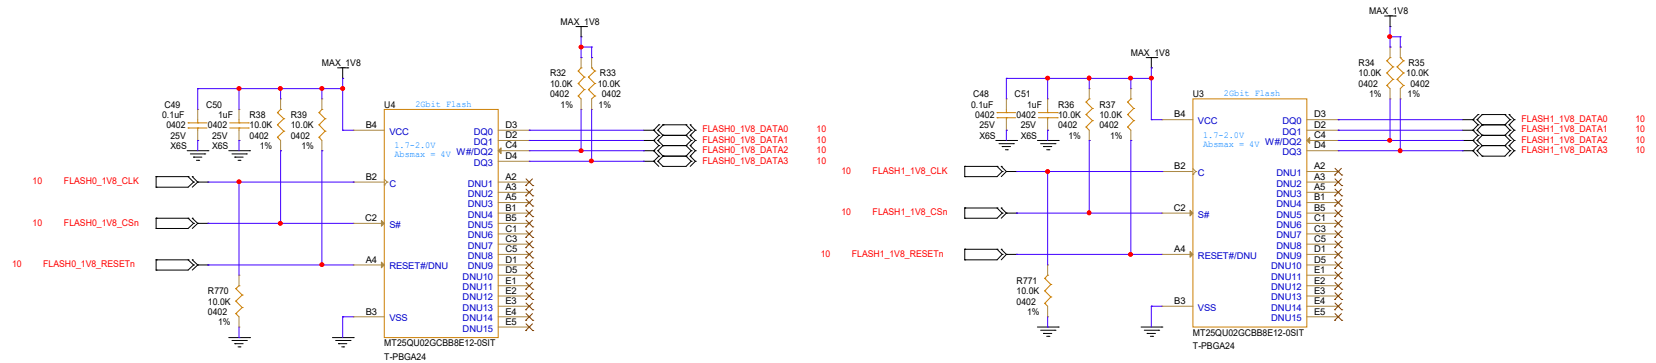 MAX_1V8
MAX_1V8
C49
0.1uF
0402
25V
X6S
C50
1uF
0402
25V
X6S
R38
10.0K
0402
1%
R39
10.0K
0402
1%
R32
10.0K
0402
1%
R33
10.0K
0402
1%
U4
2Gbit Flash
B4 VCC
1.7-2.0V
Absmax = 4V
DQ0 D3
DQ1 D2
W#/DQ2 C4
DQ3 D4
FLASH0_1V8_DATA0 10
FLASH0_1V8_DATA1 10
FLASH0_1V8_DATA2 10
FLASH0_1V8_DATA3 10
10 FLASH0_1V8_CLK B2 C
10 FLASH0_1V8_CSn C2 S#
10 FLASH0_1V8_RESETn A4 RESET#/DNU
DNU1 A2
DNU2 A3
DNU3 A5
DNU4 B1
DNU5 B5
DNU6 C1
DNU7 C3
DNU8 C5
DNU9 D1
DNU10 D5
DNU11 E1
DNU12 E2
DNU13 E3
DNU14 E4
DNU15 E5
R770
10.0K
0402
1%
B3 VSS
MT25QU02GCBB8E12-0SIT
T-PBGA24
MAX_1V8
MAX_1V8
C48
0.1uF
0402
25V
X6S
C51
1uF
0402
25V
X6S
R36
10.0K
0402
1%
R37
10.0K
0402
1%
R34
10.0K
0402
1%
R35
10.0K
0402
1%
U3
2Gbit Flash
B4 VCC
1.7-2.0V
Absmax = 4V
DQ0 D3
DQ1 D2
W#/DQ2 C4
DQ3 D4
FLASH1_1V8_DATA0 10
FLASH1_1V8_DATA1 10
FLASH1_1V8_DATA2 10
FLASH1_1V8_DATA3 10
10 FLASH1_1V8_CLK B2 C
10 FLASH1_1V8_CSn C2 S#
10 FLASH1_1V8_RESETn A4 RESET#/DNU
DNU1 A2
DNU2 A3
DNU3 A5
DNU4 B1
DNU5 B5
DNU6 C1
DNU7 C3
DNU8 C5
DNU9 D1
DNU10 D5
DNU11 E1
DNU12 E2
DNU13 E3
DNU14 E4
DNU15 E5
R771
10.0K
0402
1%
B3 VSS
MT25QU02GCBB8E12-0SIT
T-PBGA24